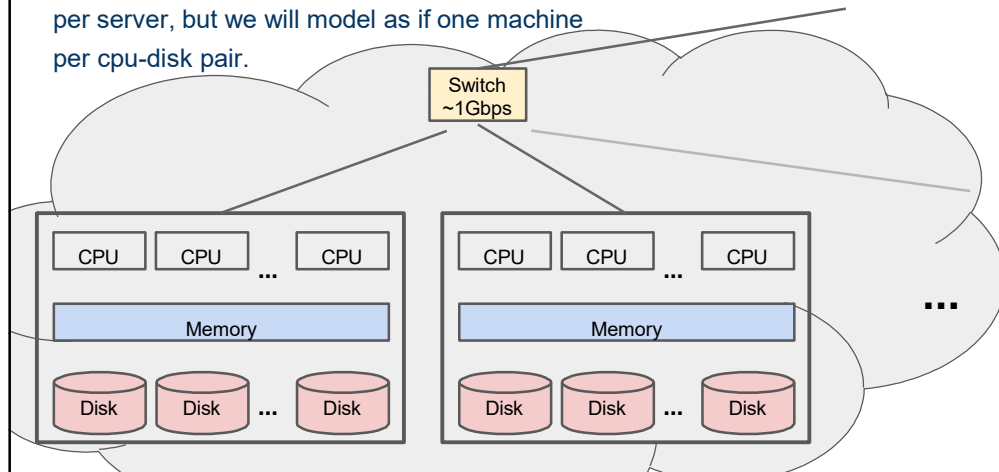 per server, but we will model as if one machine
per cpu-disk pair.
Switch
~1Gbps
CPU CPU ... CPU
Memory
Disk Disk ... Disk
CPU CPU ... CPU
Memory
Disk Disk ... Disk
...